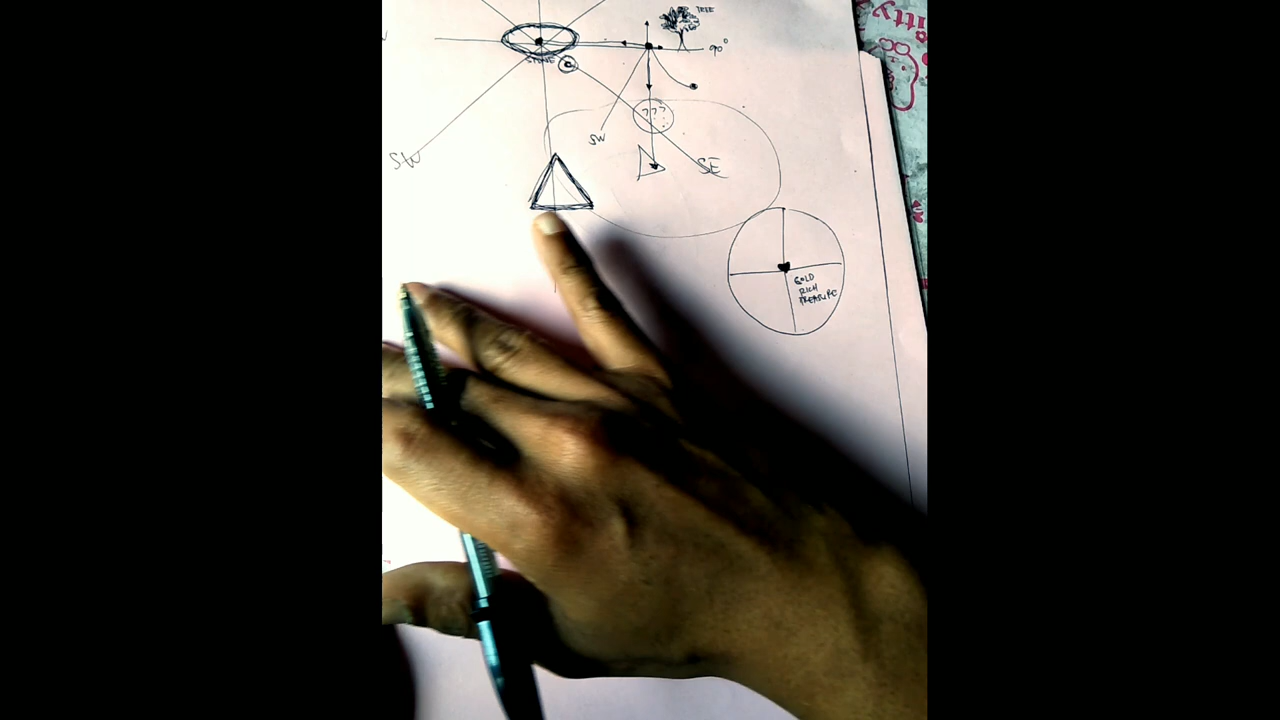 TREE
90°
STONE
SW
???
SE
SW
GOLD
RICH
TREASURE